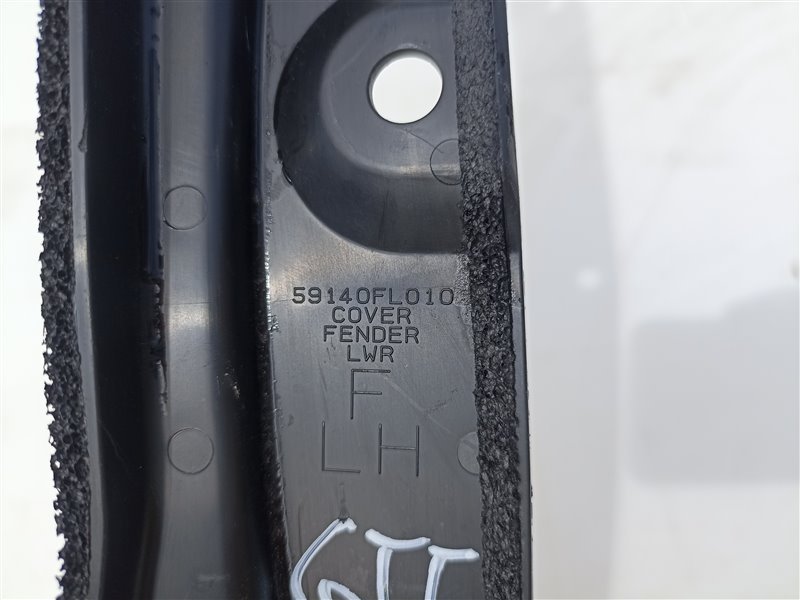 59140FL010
COVER
FENDER
LWR
F
LH